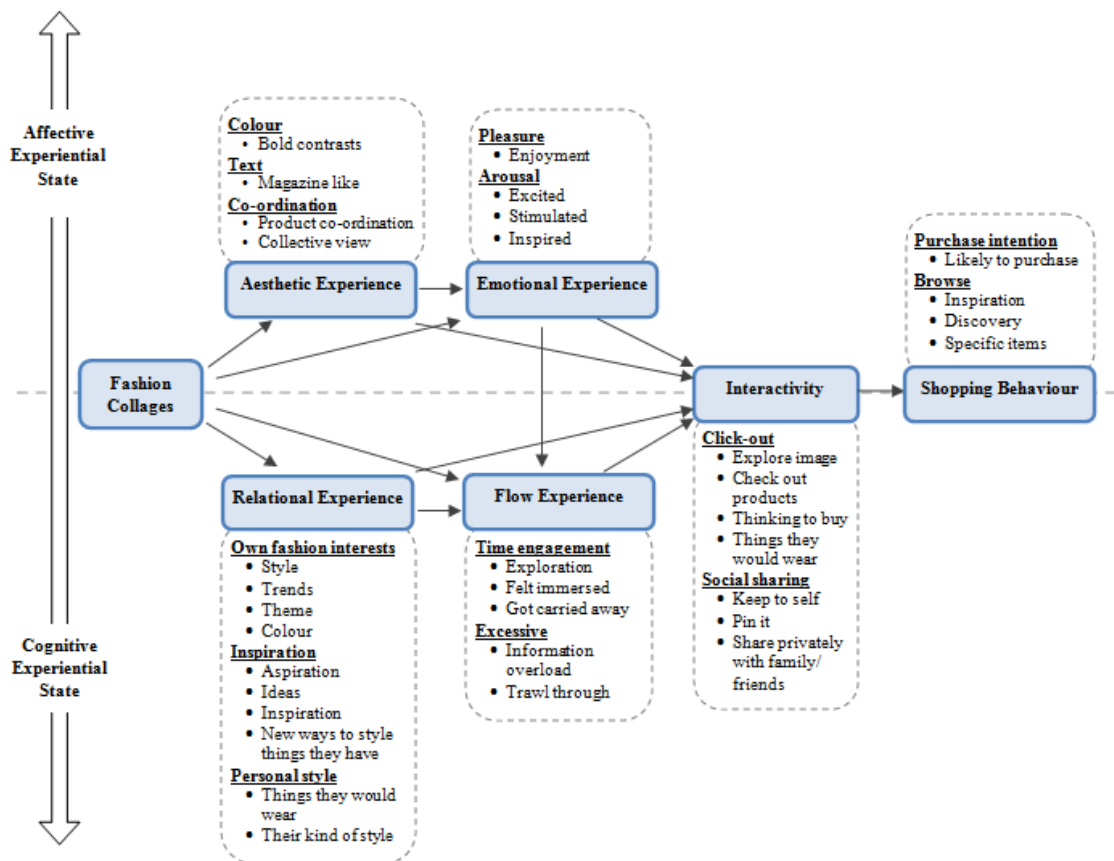 Affective
Experiential
State
Colour
• Bold contrasts
Text
• Magazine like
Co-ordination
• Product co-ordination
• Collective view
Aesthetic Experience
Pleasure
• Enjoyment
Arousal
• Excited
• Stimulated
• Inspired
Emotional Experience
Purchase intention
• Likely to purchase
Browse
• Inspiration
• Discovery
• Specific items
Shopping Behaviour
Fashion
Collages
Interactivity
Click-out
• Explore image
• Check out
products
• Thinking to buy
• Things they
would wear
Social sharing
• Keep to self
• Pin it
• Share privately
with family/
friends
Relational Experience
Own fashion interests
• Style
• Trends
• Theme
• Colour
Inspiration
• Aspiration
• Ideas
• Inspiration
• New ways to style
things they have
Personal style
• Things they would
wear
• Their kind of style
Flow Experience
Time engagement
• Exploration
• Felt immersed
• Got carried away
Excessive
• Information
overload
• Trawl through
Cognitive
Experiential
State